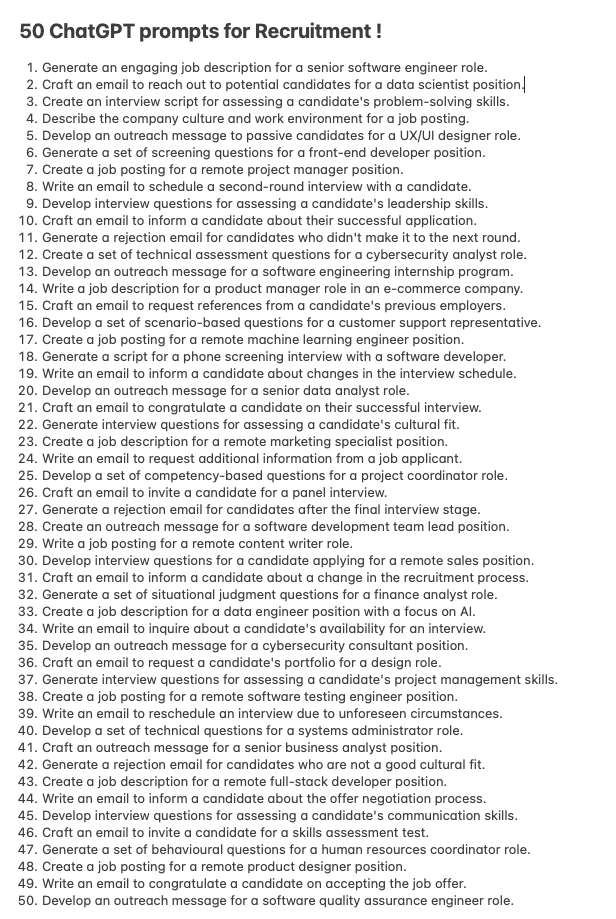 50 ChatGPT prompts for Recruitment !
1. Generate an engaging job description for a senior software engineer role.
2. Craft an email to reach out to potential candidates for a data scientist position.
3. Create an interview script for assessing a candidate's problem-solving skills.
4. Describe the company culture and work environment for a job posting.
5. Develop an outreach message to passive candidates for a UX/UI designer role.
6. Generate a set of screening questions for a front-end developer position.
7. Create a job posting for a remote project manager position.
8. Write an email to schedule a second-round interview with a candidate.
9. Develop interview questions for assessing a candidate's leadership skills.
10. Craft an email to inform a candidate about their successful application.
11. Generate a rejection email for candidates who didn't make it to the next round.
12. Create a set of technical assessment questions for a cybersecurity analyst role.
13. Develop an outreach message for a software engineering internship program.
14. Write a job description for a product manager role in an e-commerce company.
15. Craft an email to request references from a candidate's previous employers.
16. Develop a set of scenario-based questions for a customer support representative.
17. Create a job posting for a remote machine learning engineer position.
18. Generate a script for a phone screening interview with a software developer.
19. Write an email to inform a candidate about changes in the interview schedule.
20. Develop an outreach message for a senior data analyst role.
21. Craft an email to congratulate a candidate on their successful interview.
22. Generate interview questions for assessing a candidate's cultural fit.
23. Create a job description for a remote marketing specialist position.
24. Write an email to request additional information from a job applicant.
25. Develop a set of competency-based questions for a project coordinator role.
26. Craft an email to invite a candidate for a panel interview.
27. Generate a rejection email for candidates after the final interview stage.
28. Create an outreach message for a software development team lead position.
29. Write a job posting for a remote content writer role.
30. Develop interview questions for a candidate applying for a remote sales position.
31. Craft an email to inform a candidate about a change in the recruitment process.
32. Generate a set of situational judgment questions for a finance analyst role.
33. Create a job description for a data engineer position with a focus on AI.
34. Write an email to inquire about a candidate's availability for an interview.
35. Develop an outreach message for a cybersecurity consultant position.
36. Craft an email to request a candidate's portfolio for a design role.
37. Generate interview questions for assessing a candidate's project management skills.
38. Create a job posting for a remote software testing engineer position.
39. Write an email to reschedule an interview due to unforeseen circumstances.
40. Develop a set of technical questions for a systems administrator role.
41. Craft an outreach message for a senior business analyst position.
42. Generate a rejection email for candidates who are not a good cultural fit.
43. Create a job description for a remote full-stack developer position.
44. Write an email to inform a candidate about the offer negotiation process.
45. Develop interview questions for assessing a candidate's communication skills.
46. Craft an email to invite a candidate for a skills assessment test.
47. Generate a set of behavioural questions for a human resources coordinator role.
48. Create a job posting for a remote product designer position.
49. Write an email to congratulate a candidate on accepting the job offer.
50. Develop an outreach message for a software quality assurance engineer role.